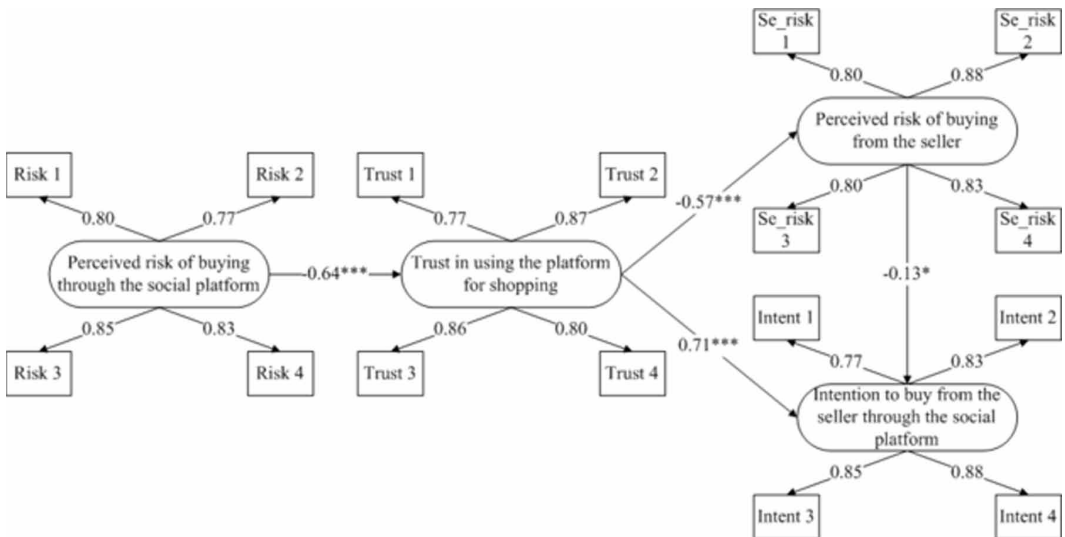 Se_risk
1
Se_risk
2
0.80
0.88
Perceived risk of buying
from the seller
0.80
0.83
Se_risk
3
Se_risk
4
Risk 1
Risk 2
0.80
0.77
Perceived risk of buying
through the social platform
0.85
0.83
Risk 3
Risk 4
-0.64***
Trust 1
Trust 2
0.77
0.87
Trust in using the platform
for shopping
0.86
0.80
Trust 3
Trust 4
-0.57***
0.71***
-0.13*
Intent 1
Intent 2
0.77
0.83
Intention to buy from the
seller through the social
platform
0.85
0.88
Intent 3
Intent 4